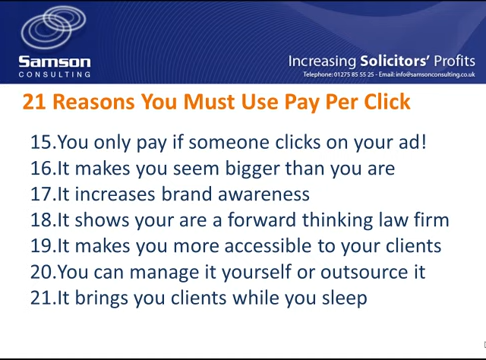 Samson
CONSULTING
Increasing Solicitors' Profits
Telephone: 01275 85 55 25 - Email: info@samsonconsulting.co.uk
21 Reasons You Must Use Pay Per Click
15.You only pay if someone clicks on your ad!
16.It makes you seem bigger than you are
17.It increases brand awareness
18.It shows your are a forward thinking law firm
19.It makes you more accessible to your clients
20.You can manage it yourself or outsource it
21.It brings you clients while you sleep